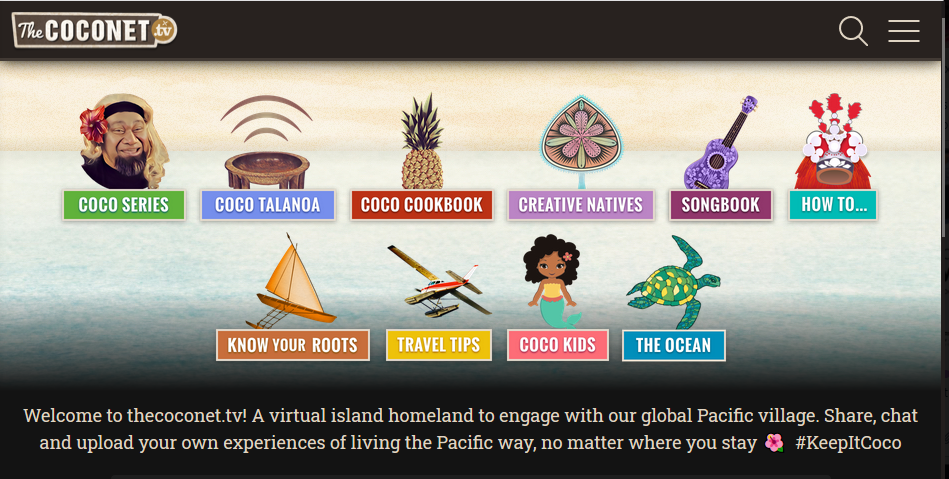 The COCONET .tv
COCO SERIES
COCO TALANOA
COCO COOKBOOK
CREATIVE NATIVES
SONGBOOK
HOW TO...
KNOW YOUR ROOTS
TRAVEL TIPS
COCO KIDS
THE OCEAN
Welcome to thecoconet.tv! A virtual island homeland to engage with our global Pacific village. Share, chat
and upload your own experiences of living the Pacific way, no matter where you stay 🌺 #KeepItCoco